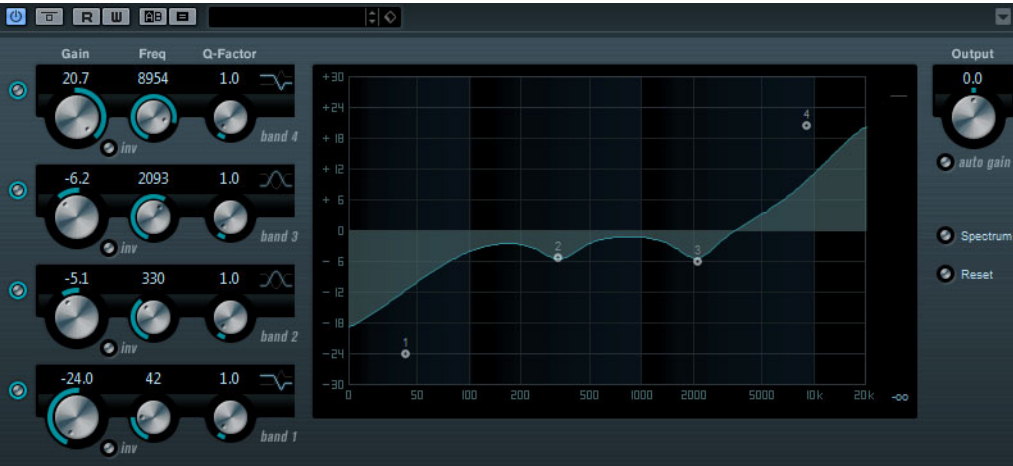 R W AB
Gain Freq Q-Factor Output
20.7 8954 1.0
inv band 4
-6.2 2093 1.0
inv band 3
-5.1 330 1.0
inv band 2
-24.0 42 1.0
inv band 1
+30
+24
+18
+12
+6
0
-6
-12
-18
-24
-30
1 2 3 4
0 50 100 200 500 1000 2000 5000 10k 20k -∞
0.0
auto gain
Spectrum
Reset